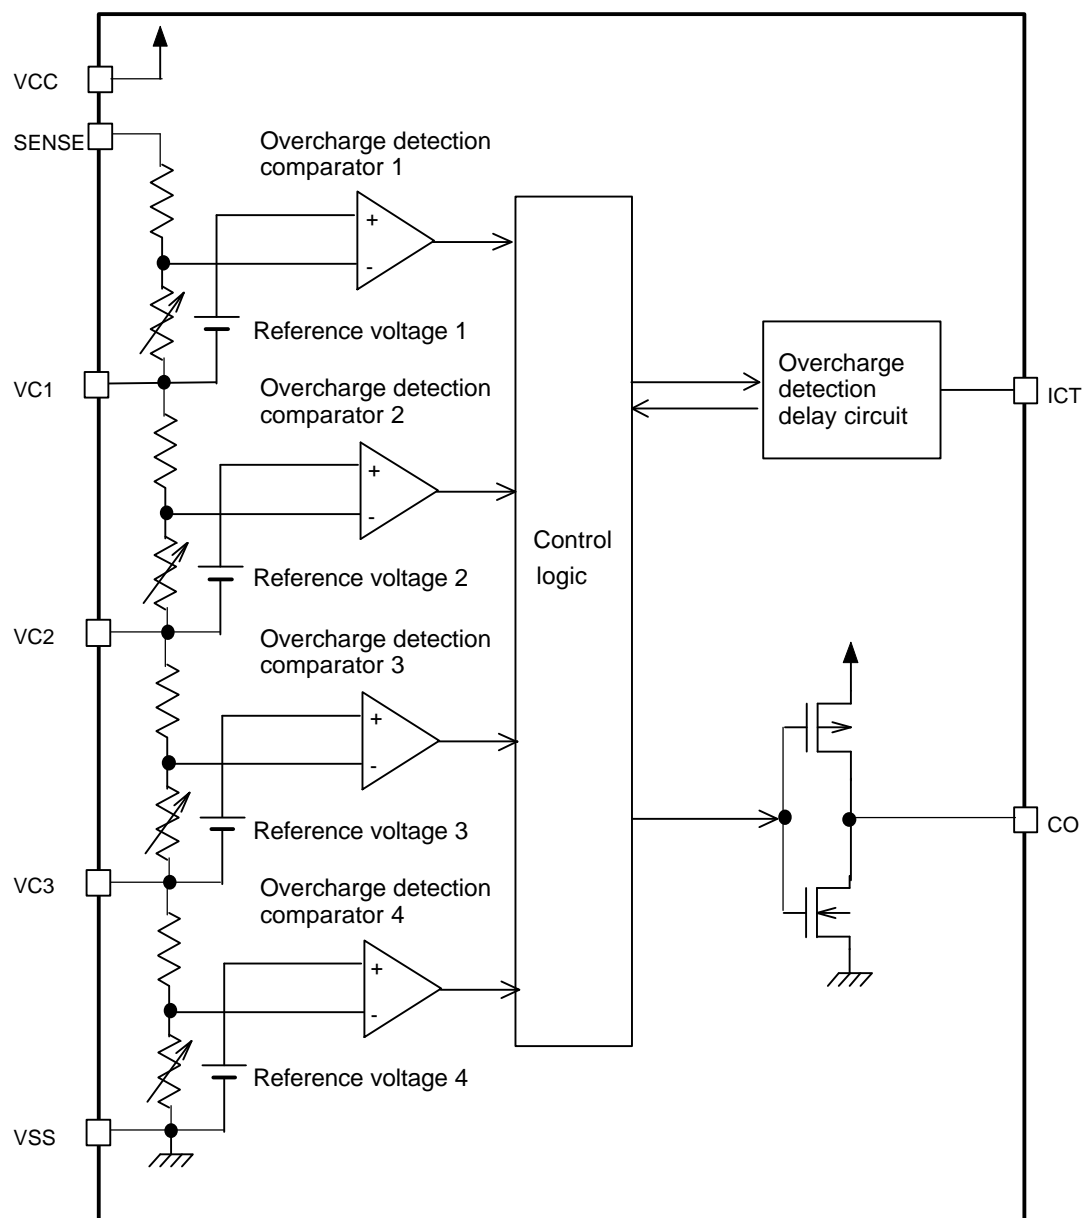 VCC
SENSE
Overcharge detection
comparator 1
+
-
Reference voltage 1
VC1
Overcharge detection
comparator 2
+
-
Reference voltage 2
VC2
Overcharge detection
comparator 3
+
-
Reference voltage 3
VC3
Overcharge detection
comparator 4
+
-
Reference voltage 4
VSS
Control
logic
Overcharge
detection
delay circuit
ICT
CO